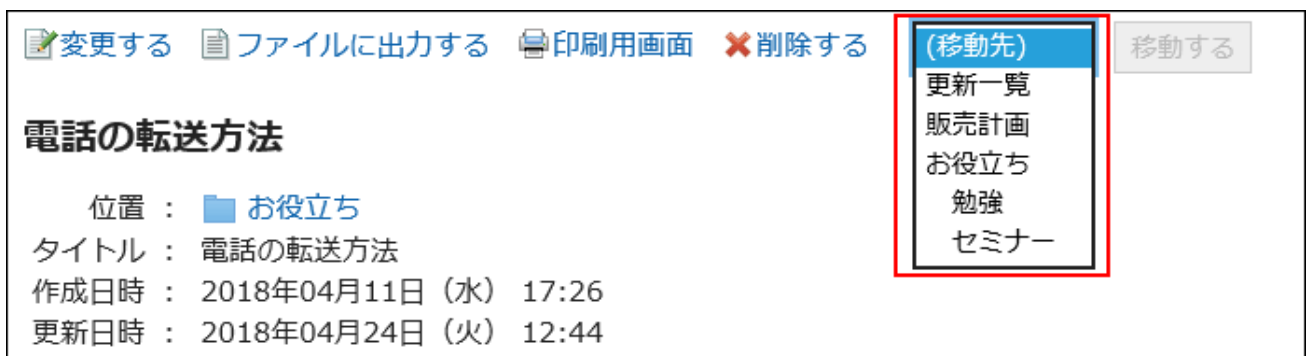 変更する ファイルに出力する 印刷用画面 削除する (移動先) 移動する
更新一覧
販売計画
お役立ち
勉強
セミナー
電話の転送方法
位置 : お役立ち
タイトル : 電話の転送方法
作成日時 : 2018年04月11日（水） 17:26
更新日時 : 2018年04月24日（火） 12:44